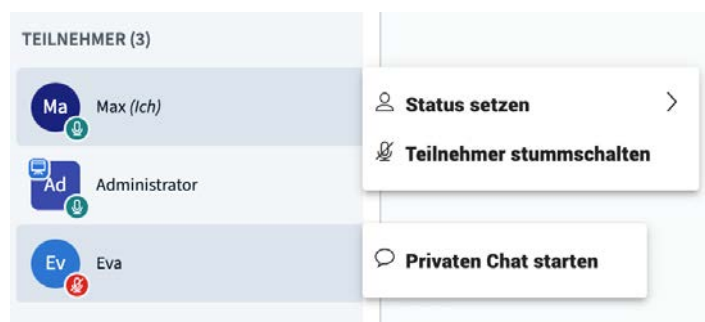 TEILNEHMER (3)
Ma Max (Ich)
Status setzen
Teilnehmer stummschalten
Ad Administrator
Ev Eva
Privaten Chat starten